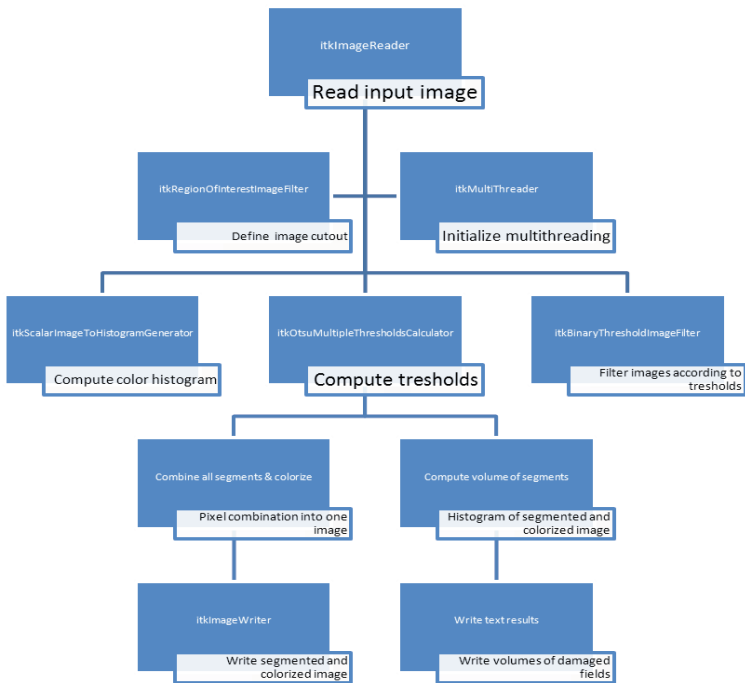 itkImageReader
Read input image
itkRegionOfInterestImageFilter
Define image cutout
itkMultiThreader
Initialize multithreading
itkScalarImageToHistogramGenerator
Compute color histogram
itkOtsuMultipleThresholdsCalculator
Compute tresholds
itkBinaryThresholdImageFilter
Filter images according to
tresholds
Combine all segments & colorize
Pixel combination into one
image
Compute volume of segments
Histogram of segmented and
colorized image
itkImageWriter
Write segmented and
colorized image
Write text results
Write volumes of damaged
fields